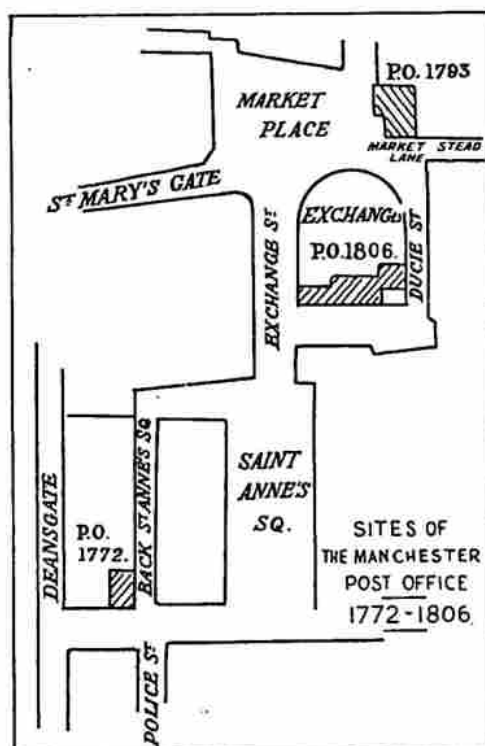 P.O. 1793
MARKET
PLACE
MARKET STEAD
LANE
ST MARY'S GATE
EXCHANGE
P.O. 1806.
EXCHANGE ST
DUCIE ST
DEANSGATE
P.O.
1772.
BACK ST ANNE'S SQ
SAINT
ANNE'S
SQ.
SITES OF
THE MANCHESTER
POST OFFICE
1772-1806
POLICE ST